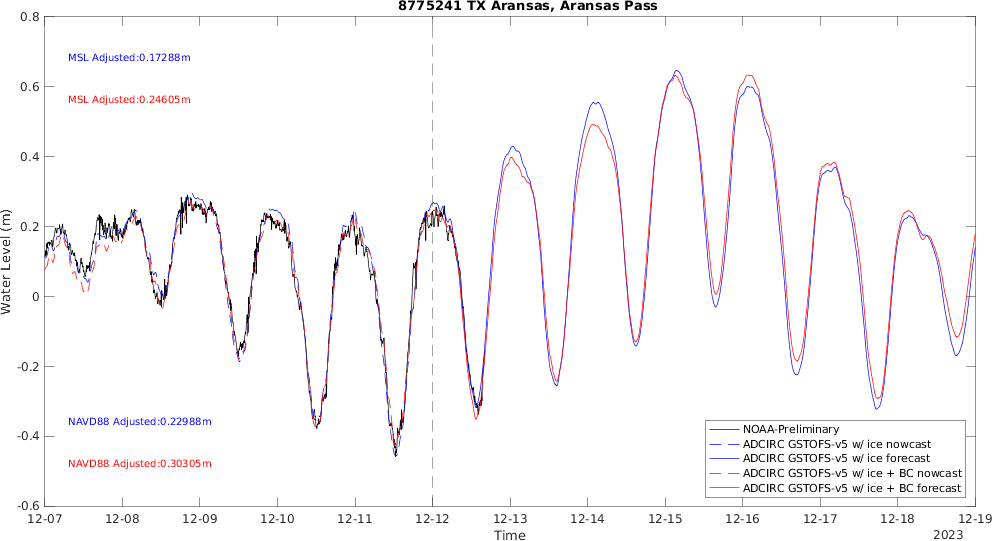 8775241 TX Aransas, Aransas Pass
0.8
0.6
0.4
0.2
0
-0.2
-0.4
-0.6
Water Level (m)
MSL Adjusted:0.17288m
MSL Adjusted:0.24605m
NAVD88 Adjusted:0.22988m
NAVD88 Adjusted:0.30305m
NOAA-Preliminary
ADCIRC GSTOFS-v5 w/ ice nowcast
ADCIRC GSTOFS-v5 w/ ice forecast
ADCIRC GSTOFS-v5 w/ ice + BC nowcast
ADCIRC GSTOFS-v5 w/ ice + BC forecast
12-07 12-08 12-09 12-10 12-11 12-12 12-13 12-14 12-15 12-16 12-17 12-18 12-19
Time
2023